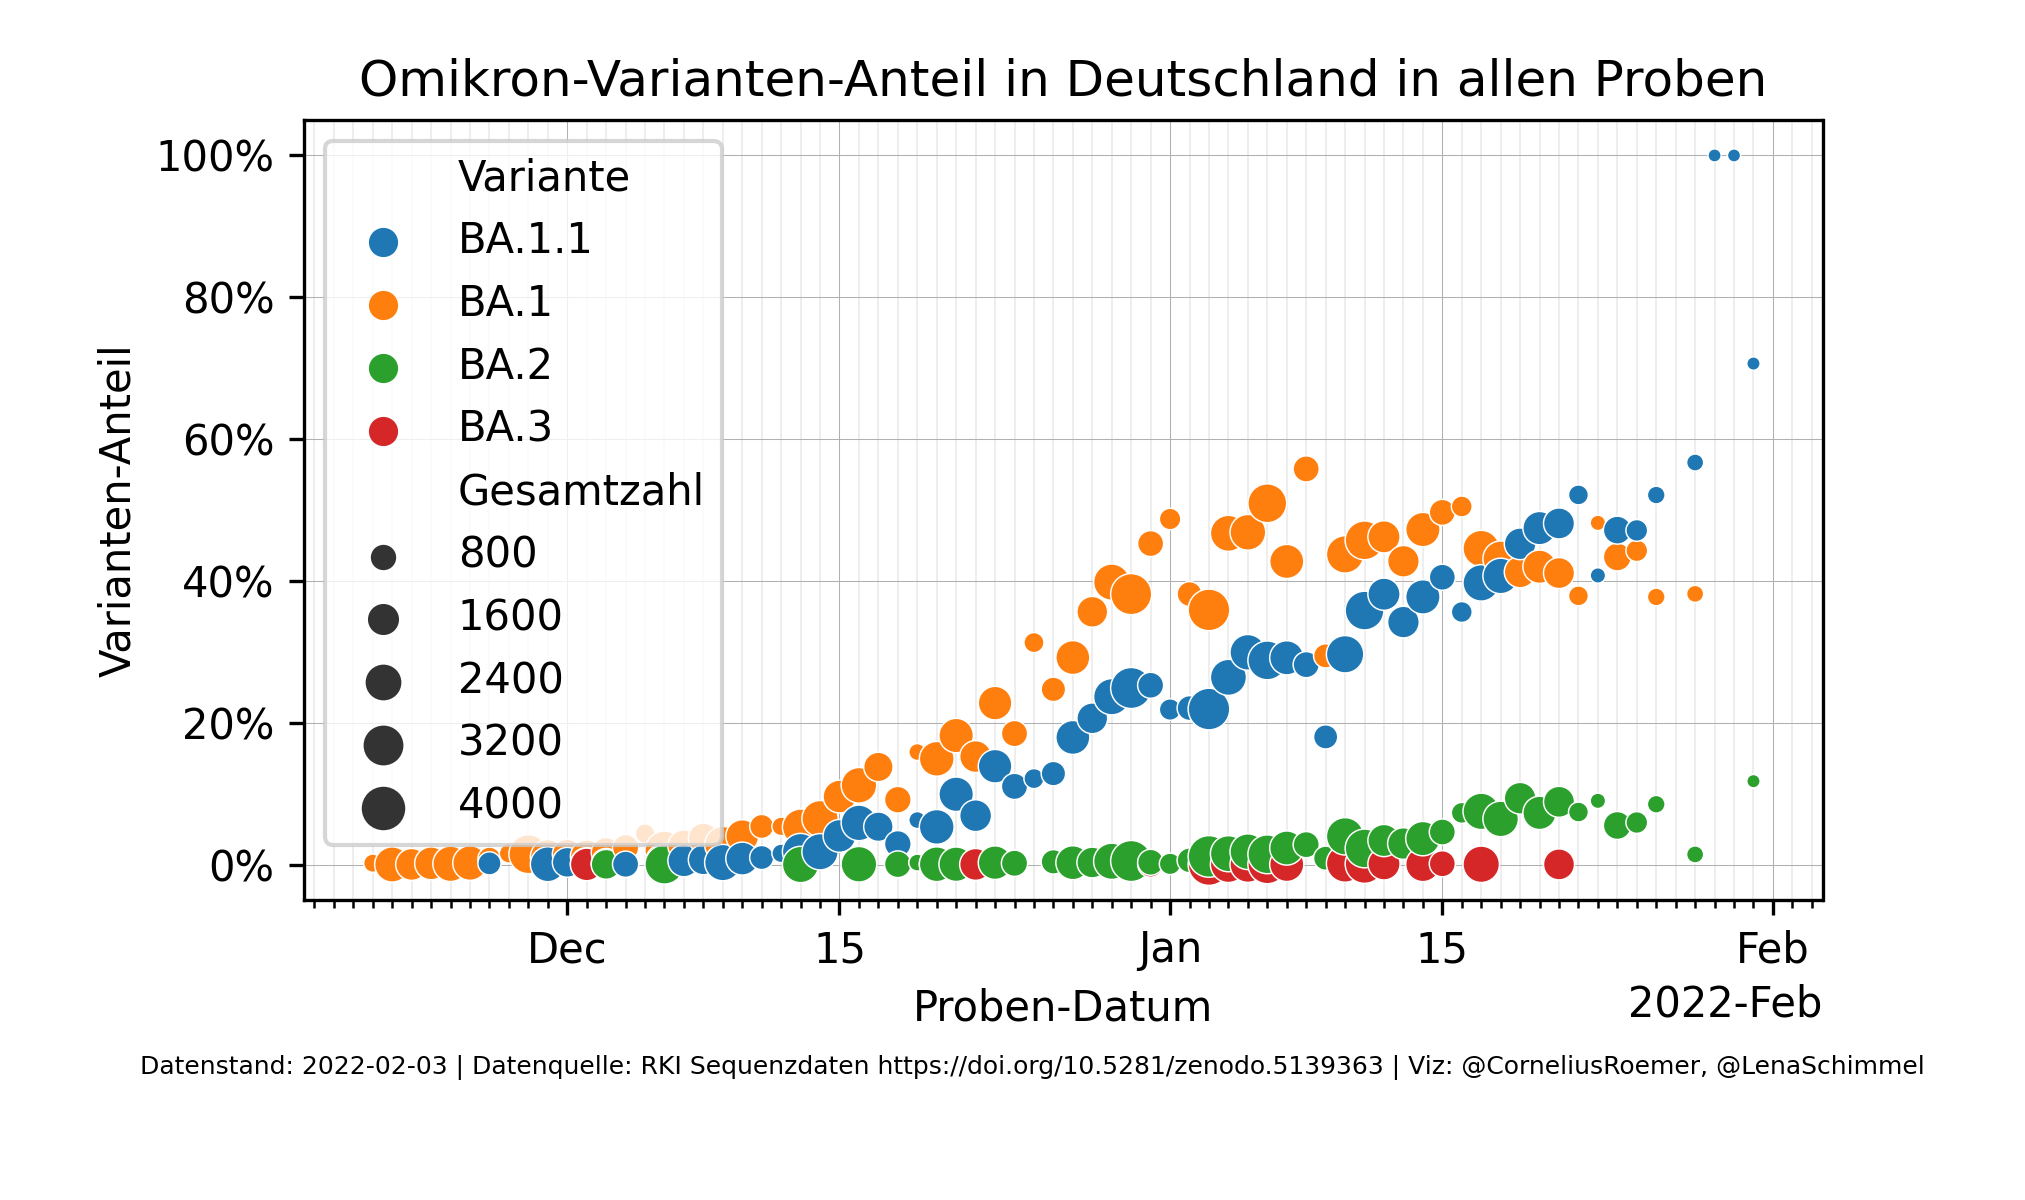 Omikron-Varianten-Anteil in Deutschland in allen Proben
Varianten-Anteil
100%
80%
60%
40%
20%
0%
Variante
BA.1.1
BA.1
BA.2
BA.3
Gesamtzahl
800
1600
2400
3200
4000
Dec 15 Jan 15 Feb
2022-Feb
Proben-Datum
Datenstand: 2022-02-03 | Datenquelle: RKI Sequenzdaten https://doi.org/10.5281/zenodo.5139363 | Viz: @CorneliusRoemer, @LenaSchimmel